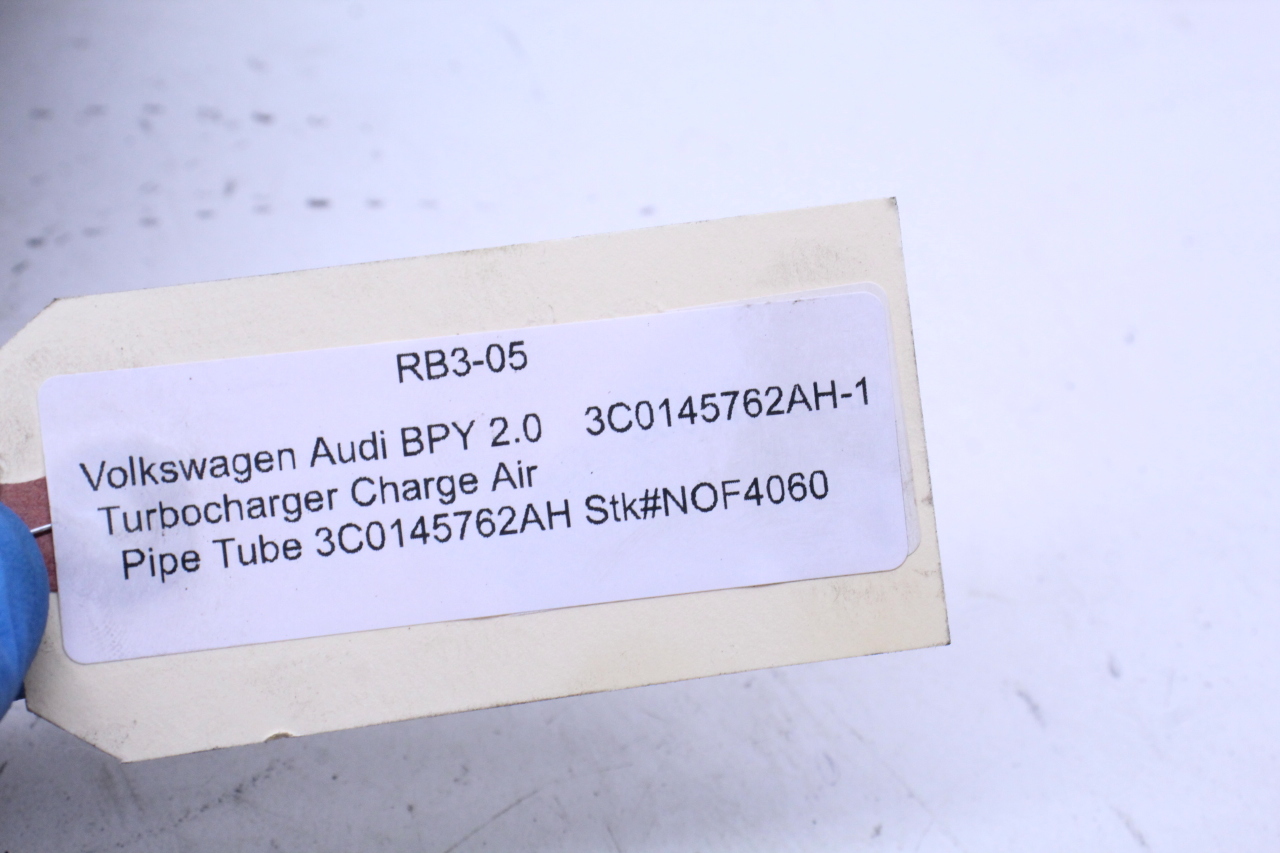 RB3-05
Volkswagen Audi BPY 2.0 3C0145762AH-1
Turbocharger Charge Air
Pipe Tube 3C0145762AH Stk#NOF4060